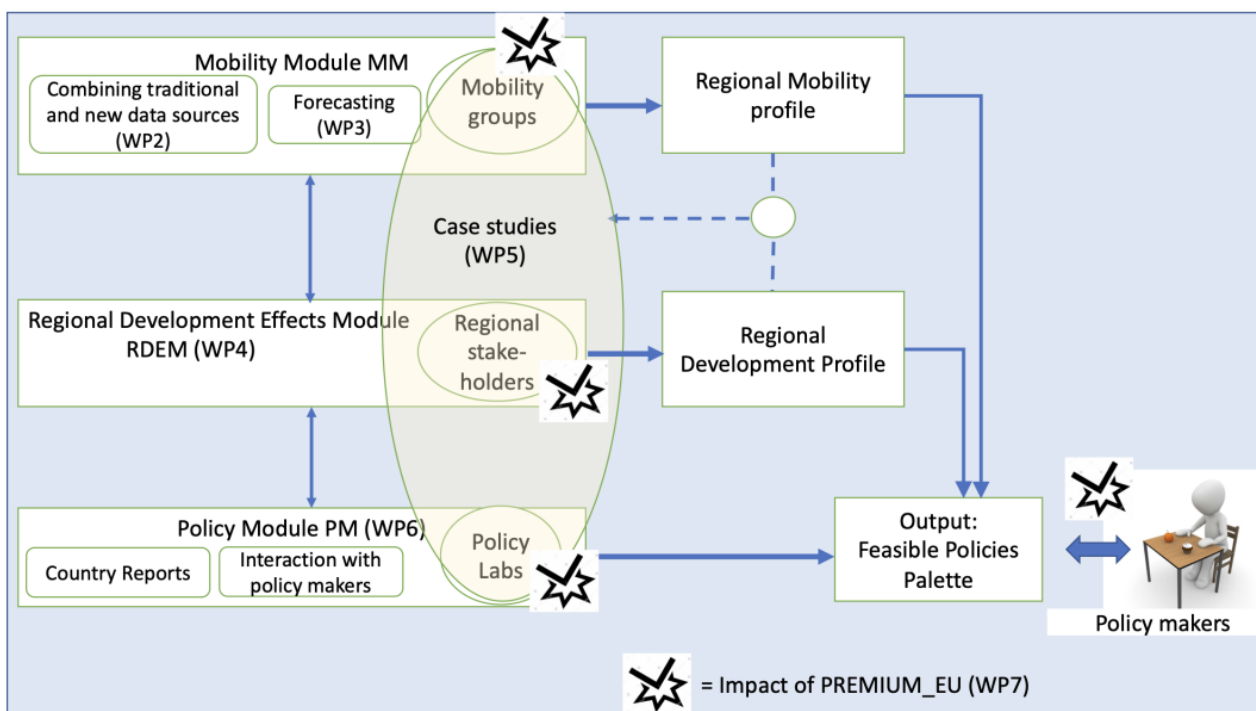 Mobility Module MM
Combining traditional
and new data sources
(WP2)
Forecasting
(WP3)
Mobility
groups
Regional Mobility
profile
Case studies
(WP5)
Regional Development Effects Module
RDEM (WP4)
Regional
stake-
holders
Regional
Development Profile
Policy Module PM (WP6)
Country Reports
Interaction with
policy makers
Policy
Labs
Output:
Feasible Policies
Palette
Policy makers
= Impact of PREMIUM_EU (WP7)